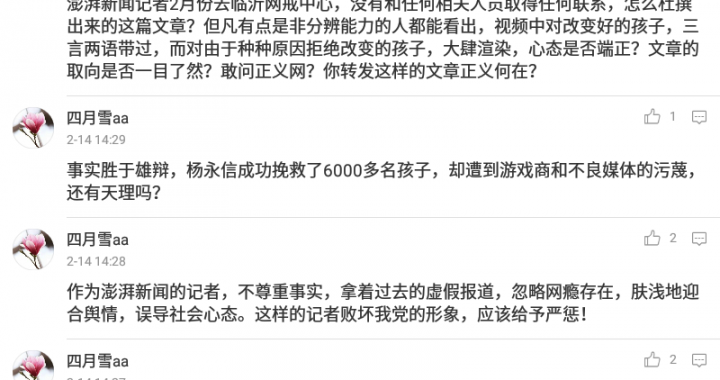 澎湃新闻记者2月份去临沂网戒中心，没有和任何相关人员取得任何联系，怎么杜撰
出来的这篇文章？但凡有点是非分辨能力的人都能看出，视频中对改变好的孩子，三
言两语带过，而对由于种种原因拒绝改变的孩子，大肆渲染，心态是否端正？文章的
取向是否一目了然？敢问正义网？你转发这样的文章正义何在？
四月雪aa
1
2-14 14:29
事实胜于雄辩，杨永信成功挽救了6000多名孩子，却遭到游戏商和不良媒体的污蔑，
还有天理吗？
四月雪aa
2
2-14 14:28
作为澎湃新闻的记者，不尊重事实，拿着过去的虚假报道，忽略网瘾存在，肤浅地迎
合舆情，误导社会心态。这样的记者败坏我党的形象，应该给予严惩！
四月雪aa
2
2-14 14:27